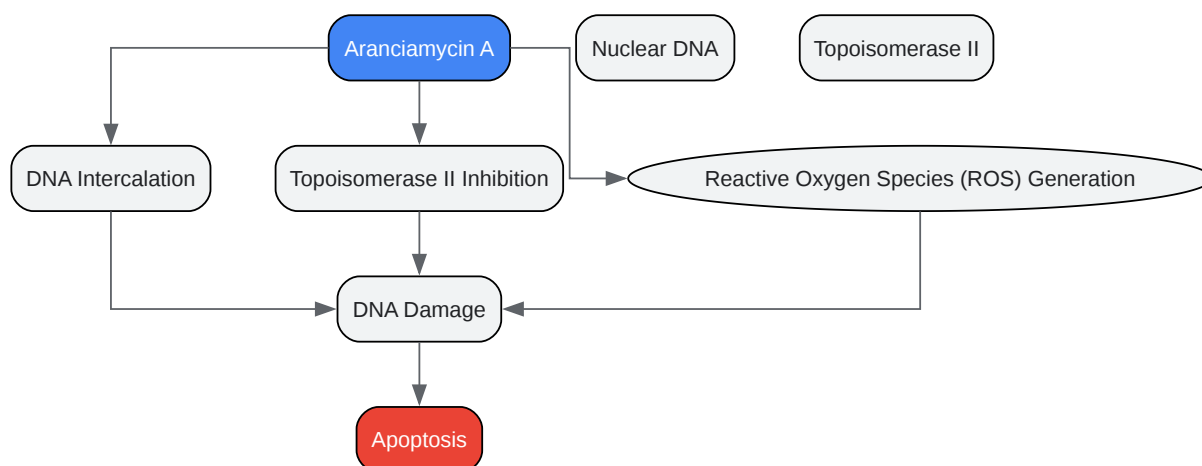 Aranciamycin A
Nuclear DNA
Topoisomerase II
DNA Intercalation
Topoisomerase II Inhibition
Reactive Oxygen Species (ROS) Generation
DNA Damage
Apoptosis